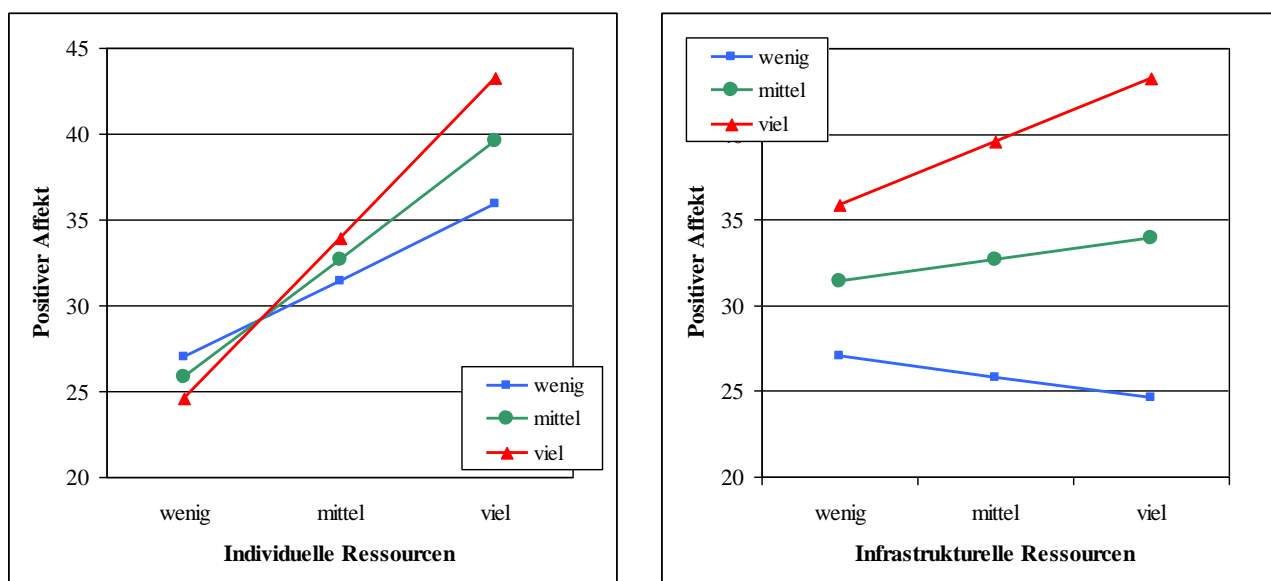 45
40
35
30
25
20
Positiver Affekt
wenig
mittel
viel
wenig mittel viel
Individuelle Ressourcen
wenig
mittel
viel
35
30
25
20
Positiver Affekt
wenig mittel viel
Infrastrukturelle Ressourcen